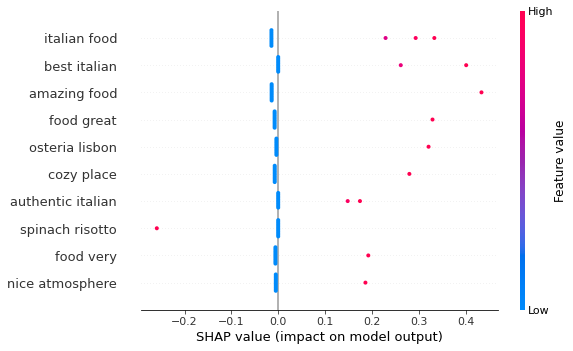 High
italian food
best italian
amazing food
food great
osteria lisbon
cozy place
authentic italian
spinach risotto
food very
nice atmosphere
Feature value
Low
−0.2 −0.1 0.0 0.1 0.2 0.3 0.4
SHAP value (impact on model output)